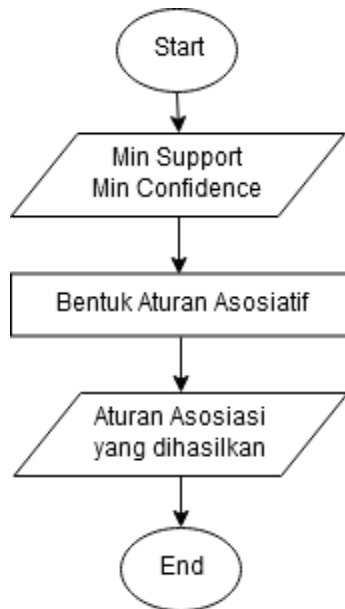 Start
Min Support
Min Confidence
Bentuk Aturan Asosiatif
Aturan Asosiasi
yang dihasilkan
End